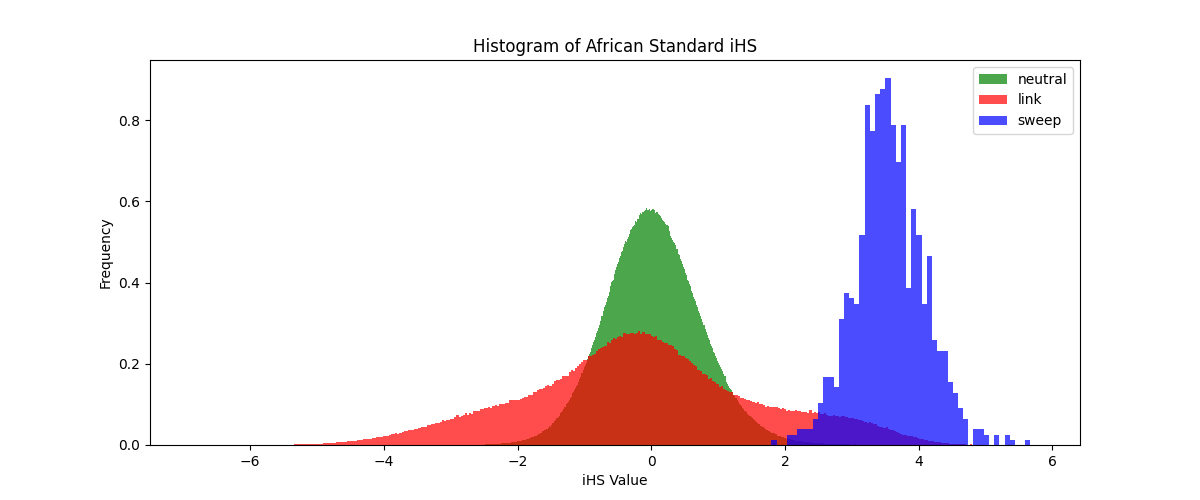 Histogram of African Standard iHS
neutral
link
sweep
Frequency
0.8
0.6
0.4
0.2
0.0
−6
−4
−2
0
2
4
6
iHS Value